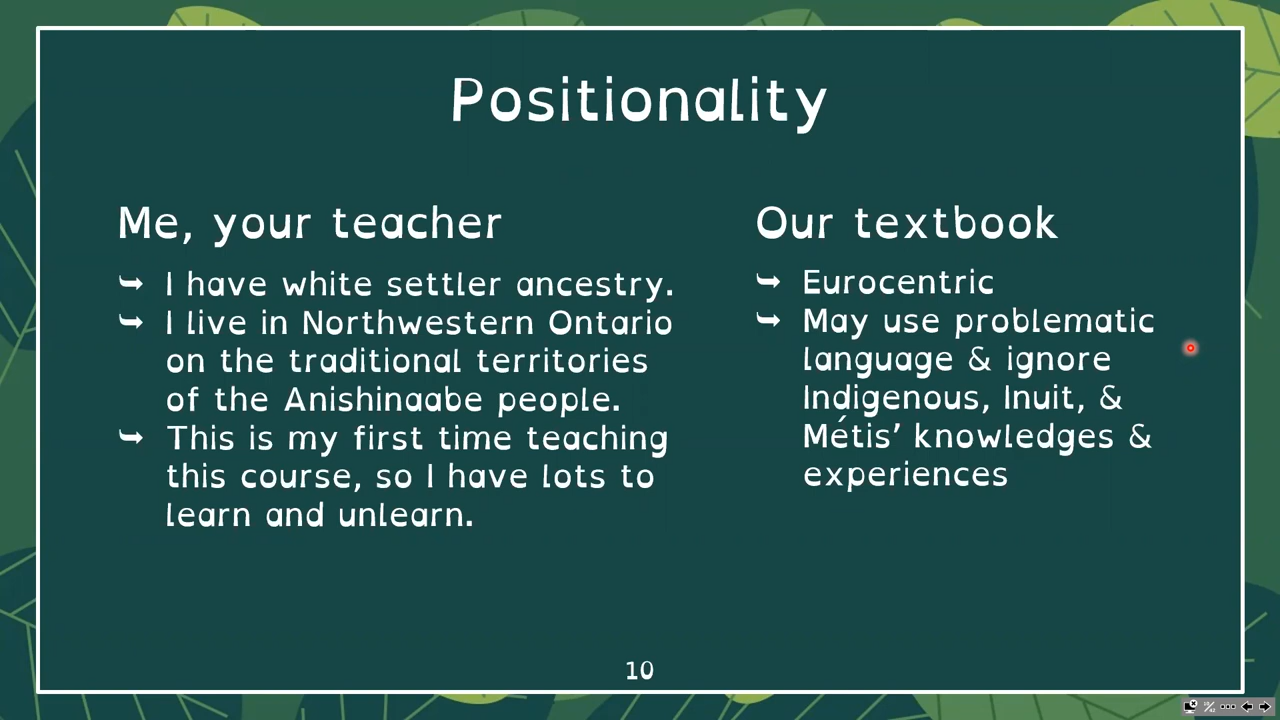 Positionality
Me, your teacher
I have white settler ancestry.
I live in Northwestern Ontario
on the traditional territories
of the Anishinaabe people.
This is my first time teaching
this course, so I have lots to
learn and unlearn.
Our textbook
Eurocentric
May use problematic
language & ignore
Indigenous, Inuit, &
Métis’ knowledges &
experiences
10